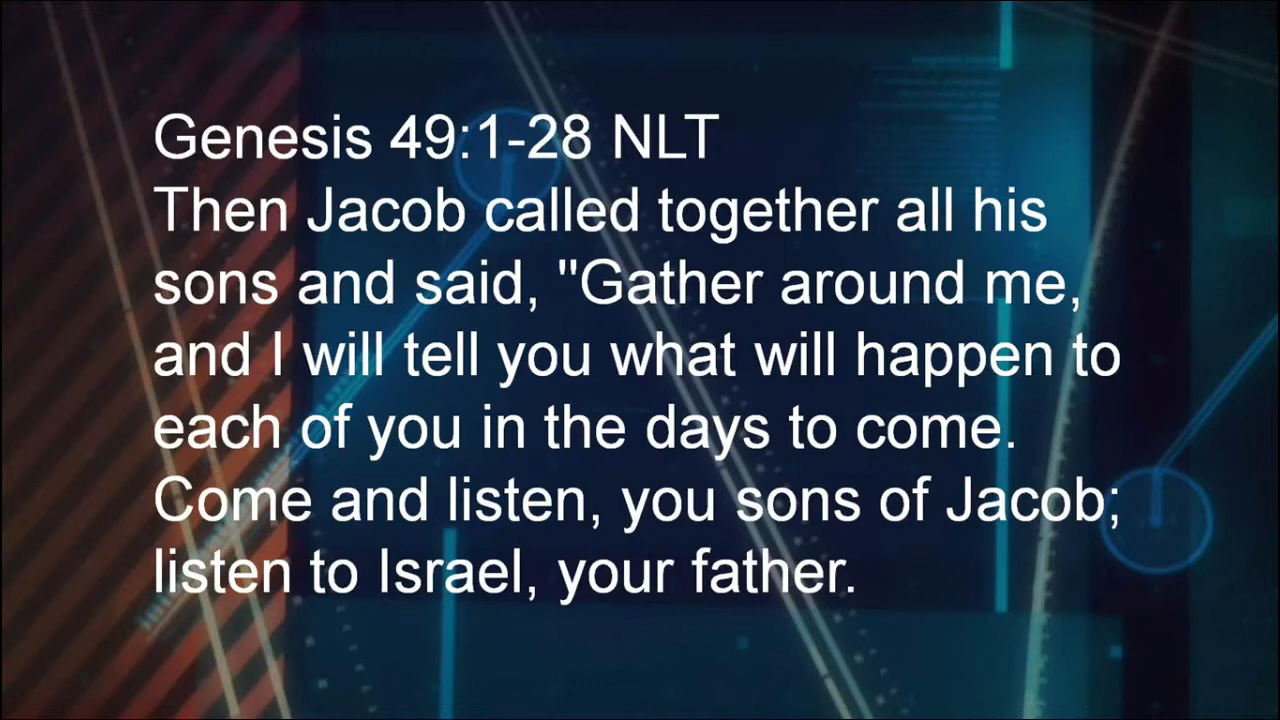 Genesis 49:1-28 NLT
Then Jacob called together all his
sons and said, "Gather around me,
and I will tell you what will happen to
each of you in the days to come.
Come and listen, you sons of Jacob;
listen to Israel, your father.